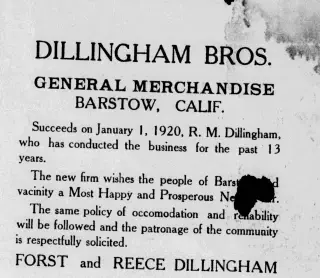 DILLINGHAM BROS.
GENERAL MERCHANDISE
BARSTOW, CALIF.
Succeeds on January 1, 1920, R. M. Dillingham,
who has conducted the business for the past 13
years.
The new firm wishes the people of
vacinity a Most Happy and Prosperous
The same policy of accomodation and
will be followed and the patronage of the community
is respectfully solicited.
FORST and REECE DILLINGHAM